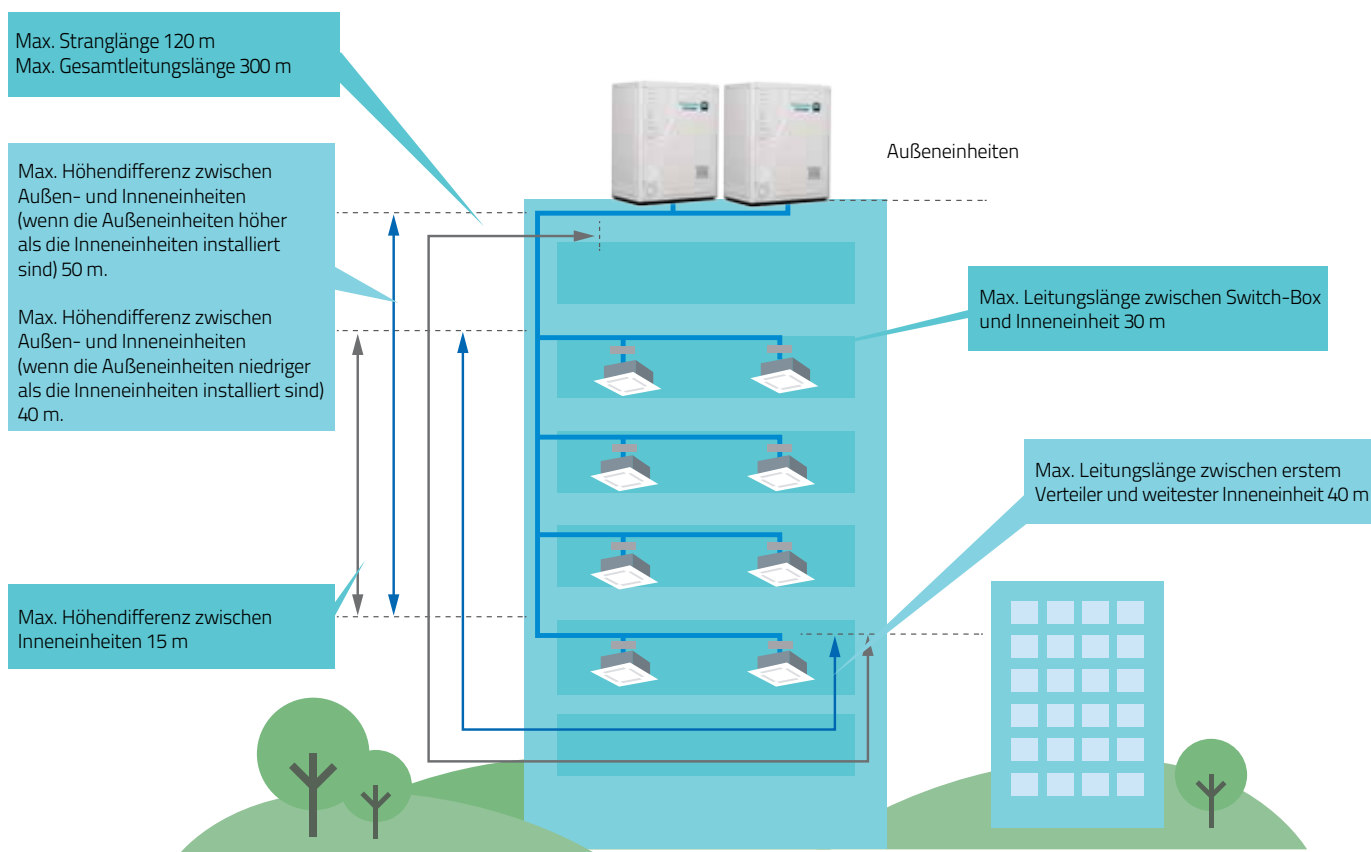 Max. Stranglänge 120 m
Max. Gesamtleitungslänge 300 m
Max. Höhendifferenz zwischen
Außen- und Inneneinheiten
(wenn die Außeneinheiten höher
als die Inneneinheiten installiert
sind) 50 m.
Max. Höhendifferenz zwischen
Außen- und Inneneinheiten
(wenn die Außeneinheiten niedriger
als die Inneneinheiten installiert sind)
40 m.
Max. Höhendifferenz zwischen
Inneneinheiten 15 m
Außeneinheiten
Max. Leitungslänge zwischen Switch-Box
und Inneneinheit 30 m
Max. Leitungslänge zwischen erstem
Verteiler und weitester Inneneinheit 40 m